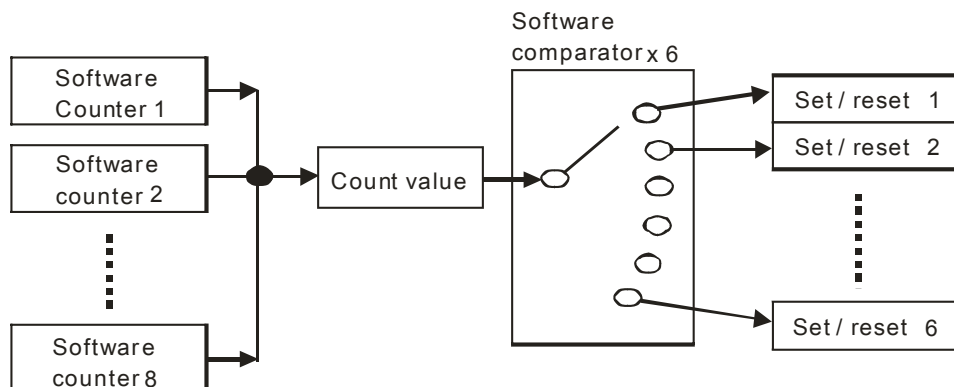 Software
comparator x 6
Software
Counter 1
Set / reset 1
Software
counter 2
Count value
Set / reset 2
Software
counter 8
Set / reset 6